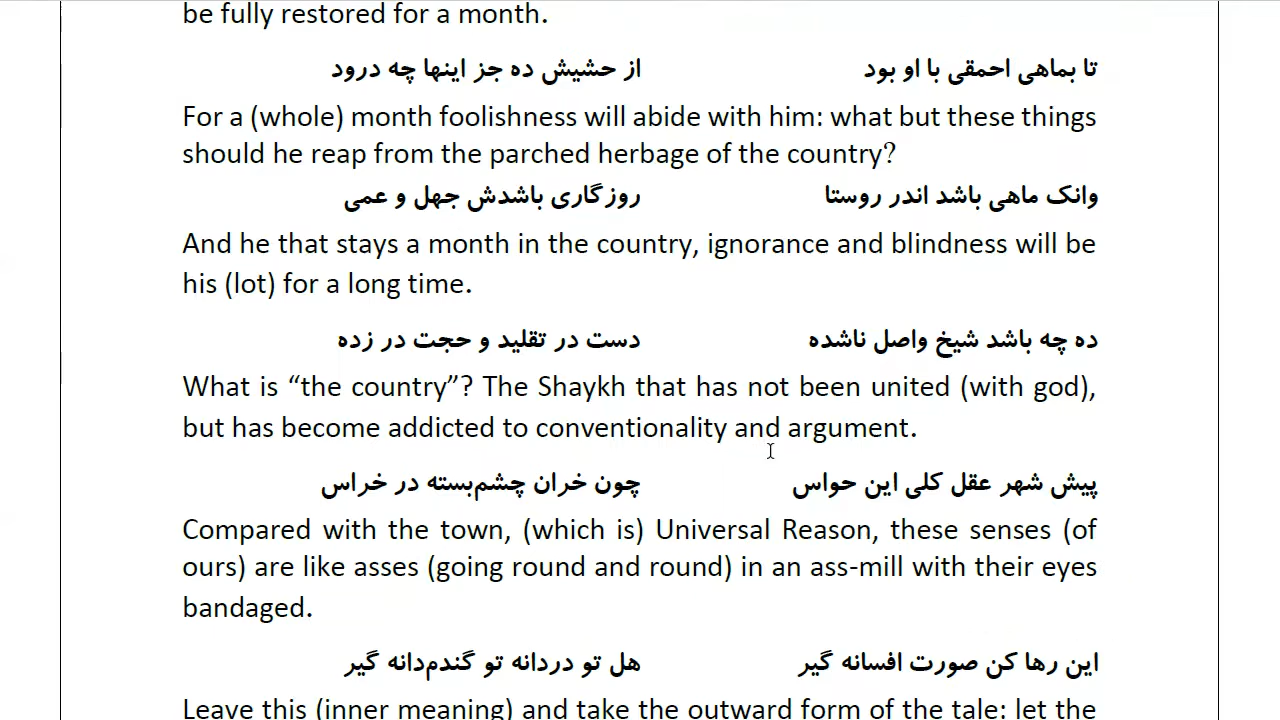 be fully restored for a month.
تا بماهی احمقی با او بود از حشیش ده جز اینها چه درود
For a (whole) month foolishness will abide with him: what but these things
should he reap from the parched herbage of the country?
وانک ماهی باشد اندر روستا روزگاری باشدش جهل و عمی
And he that stays a month in the country, ignorance and blindness will be
his (lot) for a long time.
ده چه باشد شیخ واصل ناشده دست در تقلید و حجت در زده
What is “the country”? The Shaykh that has not been united (with god),
but has become addicted to conventionality and argument.
پیش شهر عقل کلی این حواس چون خران چشم‌بسته در خراس
Compared with the town, (which is) Universal Reason, these senses (of
ours) are like asses (going round and round) in an ass-mill with their eyes
bandaged.
این رها کن صورت افسانه گیر هل تو دردانه تو گندم‌دانه گیر
Leave this (inner meaning) and take the outward form of the tale: let the